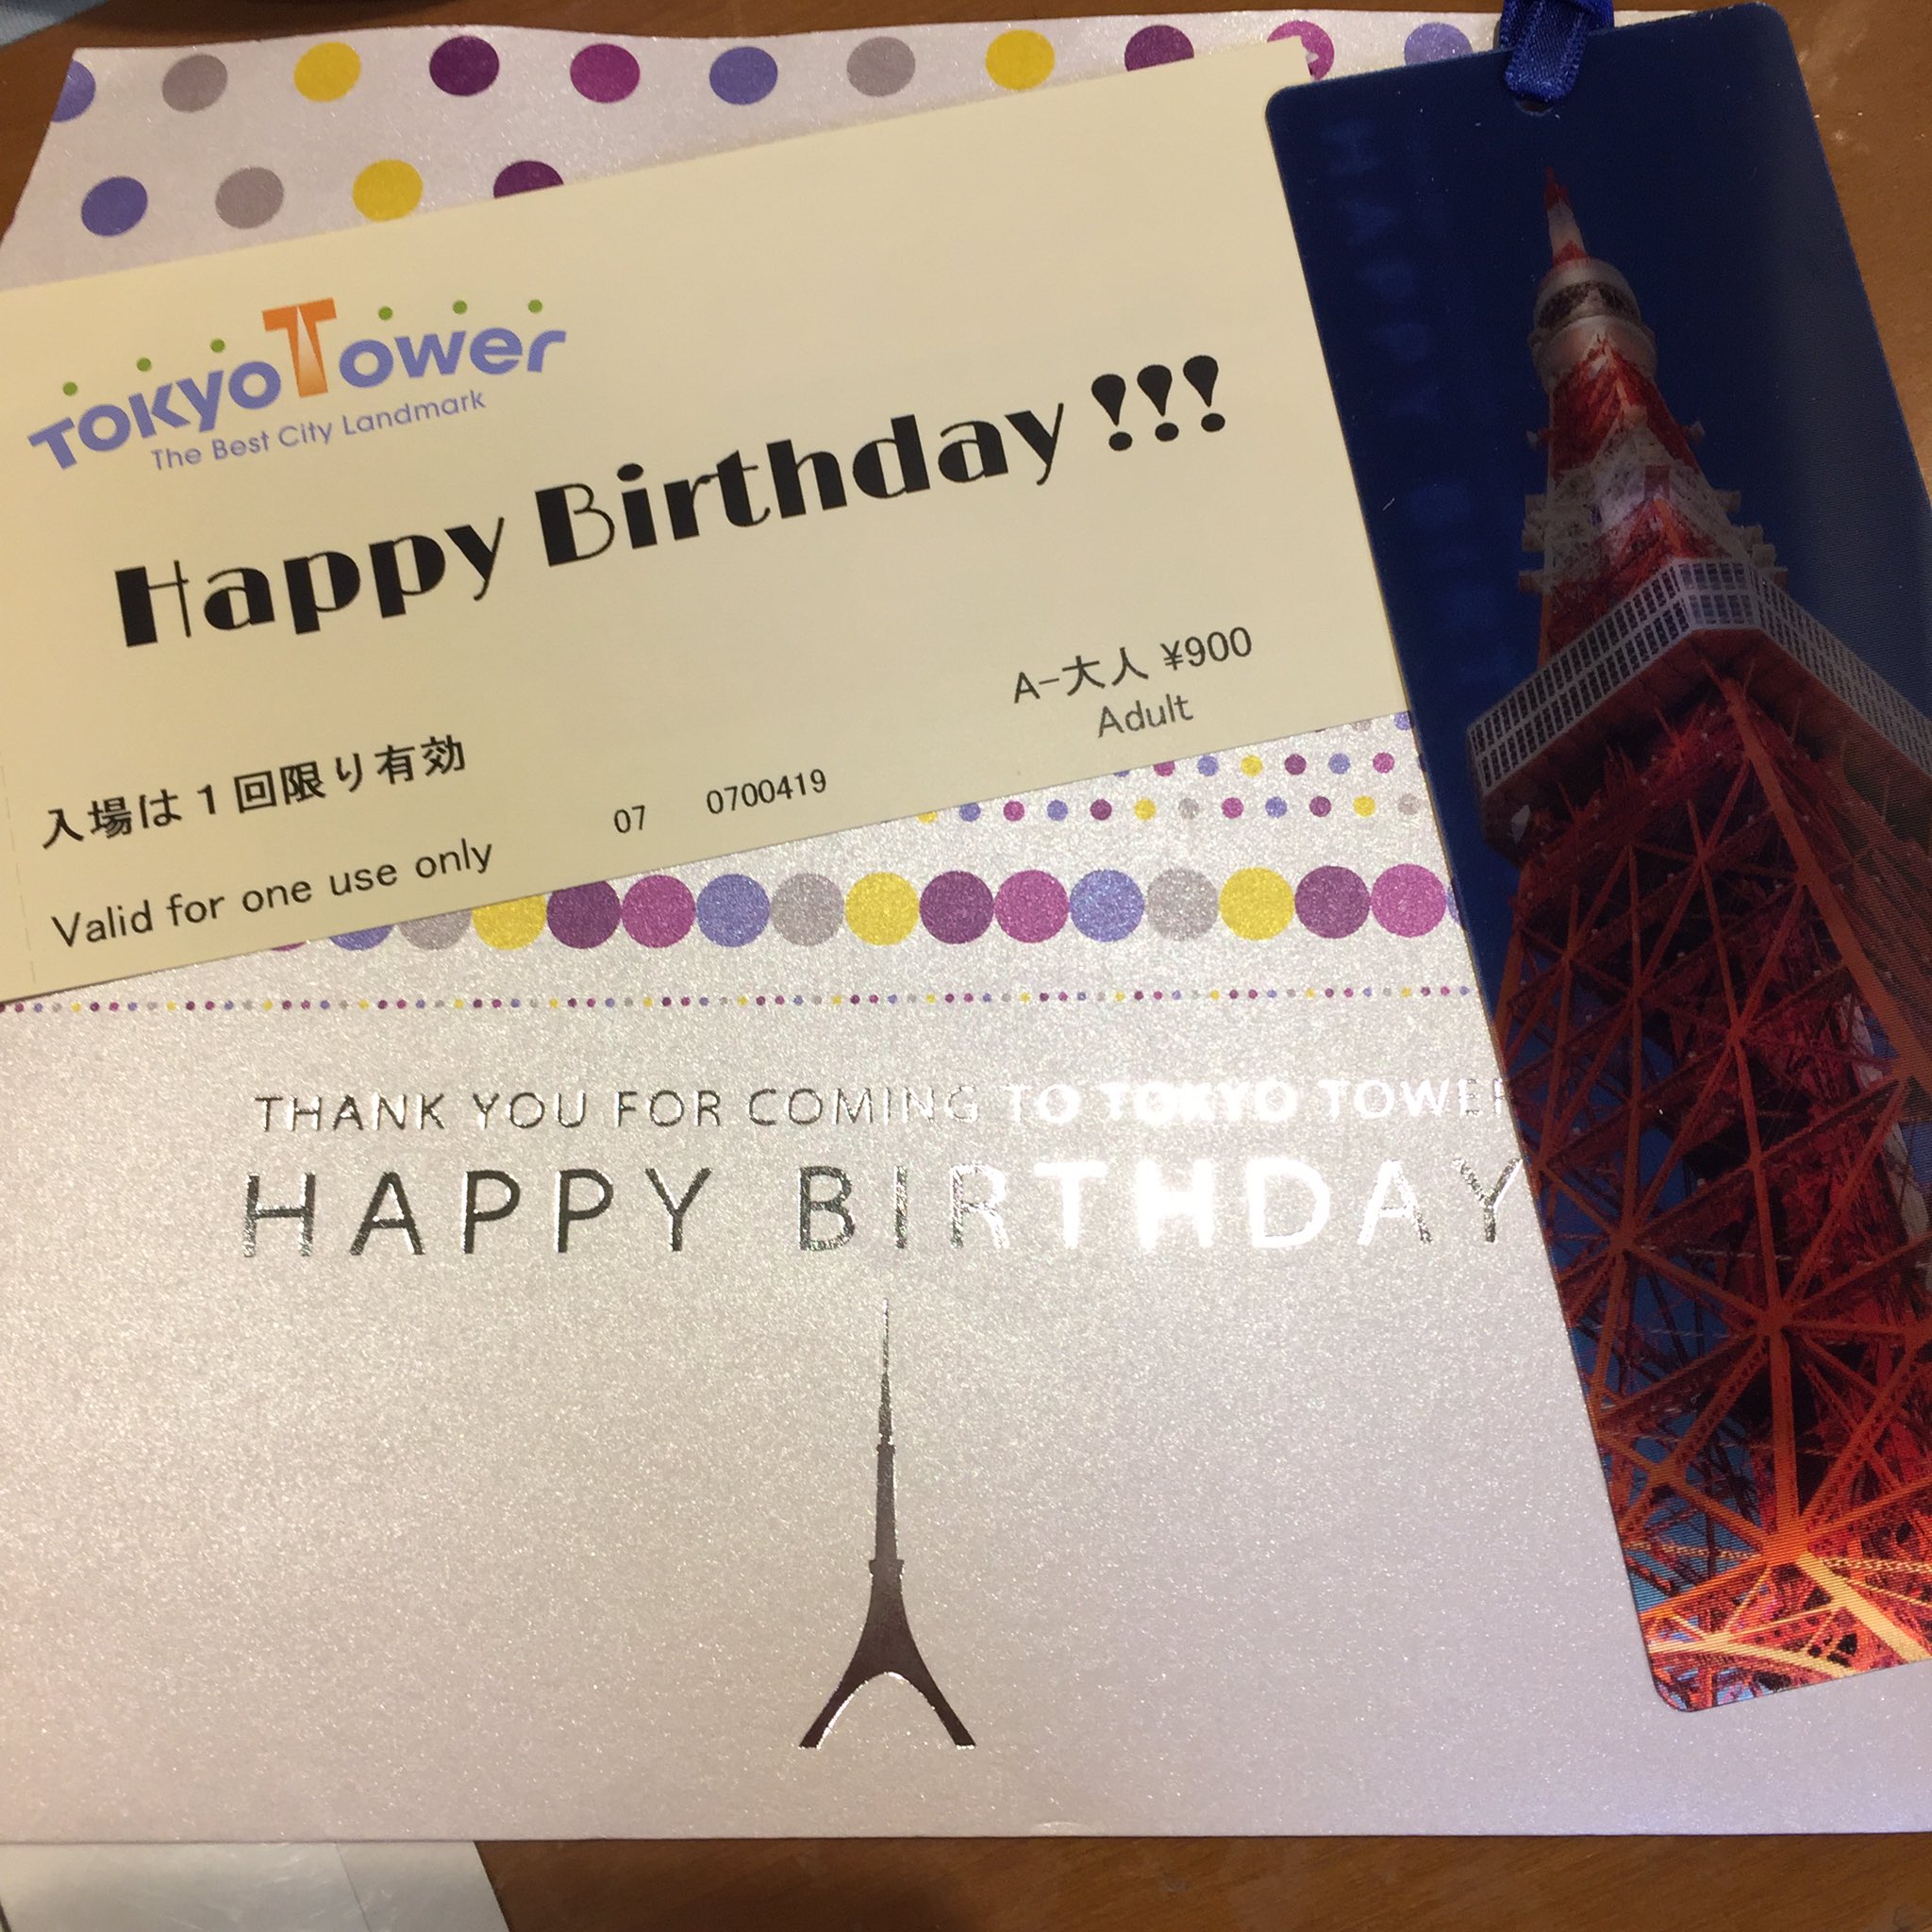 TOKYO TOWER
The Best City Landmark
Happy Birthday!!!
A-大人 ¥900
Adult
入場は1回限り有効
Valid for one use only
07 0700419
THANK YOU FOR COMING TO TOKYO TOWER
HAPPY BIRTHDAY